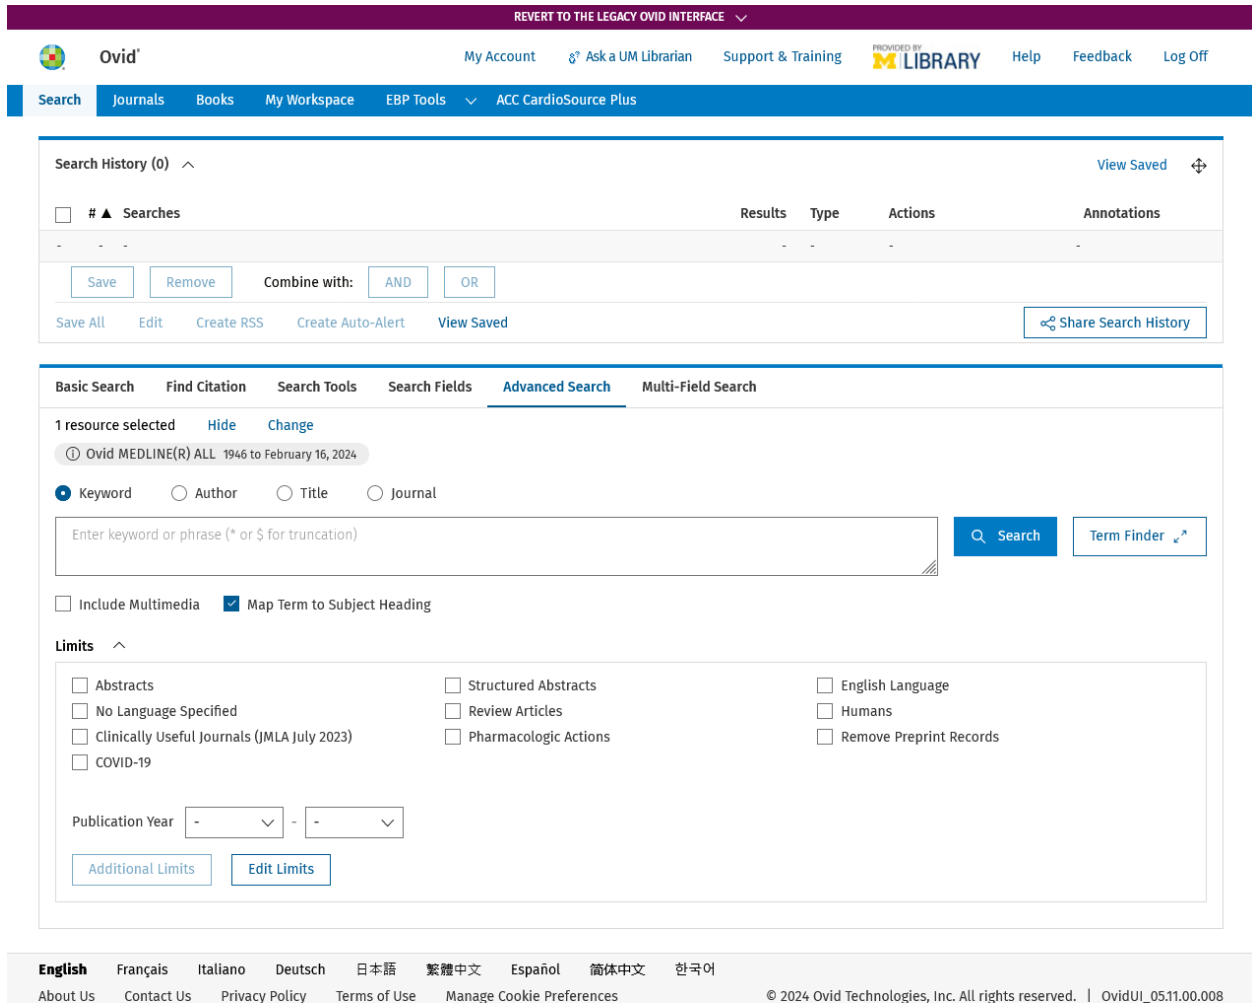 REVERT TO THE LEGACY OVID INTERFACE
Ovid®
My Account
Ask a UM Librarian
Support & Training
PROVIDED BY
M LIBRARY
Help
Feedback
Log Off
Search
Journals
Books
My Workspace
EBP Tools
ACC CardioSource Plus
Search History (0)
View Saved
# ▲ Searches
Results
Type
Actions
Annotations
- - - - - - -
Save
Remove
Combine with:
AND
OR
Save All
Edit
Create RSS
Create Auto-Alert
View Saved
Share Search History
Basic Search
Find Citation
Search Tools
Search Fields
Advanced Search
Multi-Field Search
1 resource selected
Hide
Change
Ovid MEDLINE(R) ALL 1946 to February 16, 2024
Keyword
Author
Title
Journal
Enter keyword or phrase (* or $ for truncation)
Search
Term Finder
Include Multimedia
Map Term to Subject Heading
Limits
Abstracts
Structured Abstracts
English Language
No Language Specified
Review Articles
Humans
Clinically Useful Journals (JMLA July 2023)
Pharmacologic Actions
Remove Preprint Records
COVID-19
Publication Year - - -
Additional Limits
Edit Limits
English
Français
Italiano
Deutsch
日本語
繁體中文
Español
简体中文
한국어
About Us
Contact Us
Privacy Policy
Terms of Use
Manage Cookie Preferences
© 2024 Ovid Technologies, Inc. All rights reserved. | OvidUI_05.11.00.008